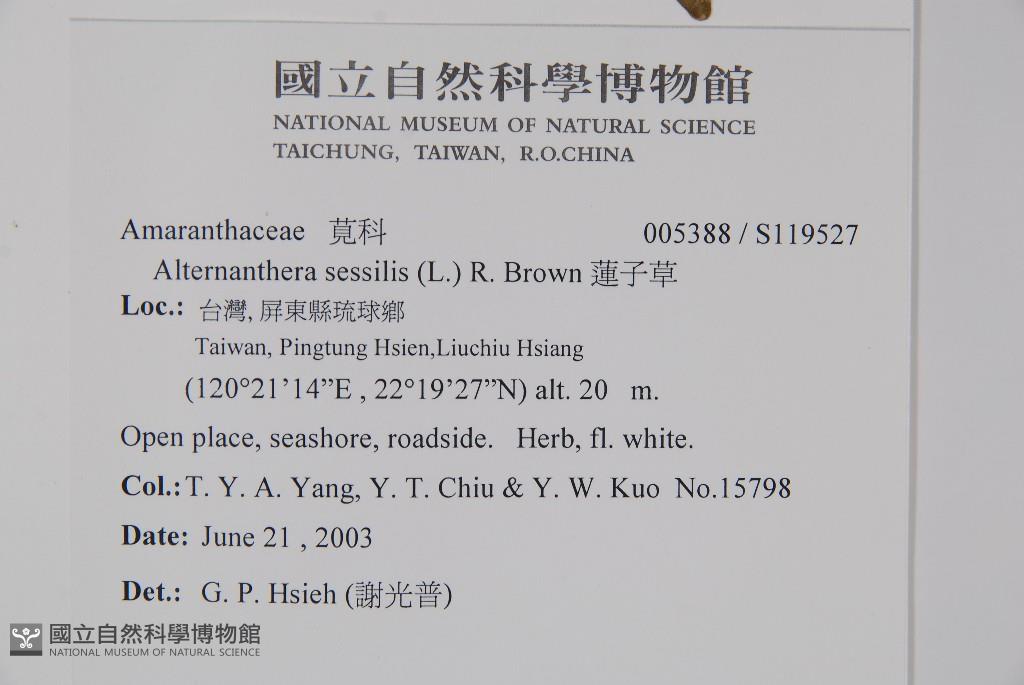 國立自然科學博物館
NATIONAL MUSEUM OF NATURAL SCIENCE
TAICHUNG, TAIWAN, R.O.CHINA
Amaranthaceae 莧科 005388 / S119527
Alternanthera sessilis (L.) R. Brown 蓮子草
Loc.: 台灣, 屏東縣琉球鄉
Taiwan, Pingtung Hsien,Liuchiu Hsiang
(120°21’14”E , 22°19’27”N) alt. 20 m.
Open place, seashore, roadside. Herb, fl. white.
Col.: T. Y. A. Yang, Y. T. Chiu & Y. W. Kuo No.15798
Date: June 21 , 2003
Det.: G. P. Hsieh (謝光普)
國立自然科學博物館
NATIONAL MUSEUM OF NATURAL SCIENCE